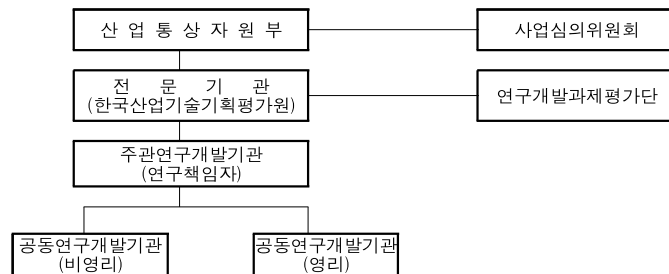 산 업 통 상 자 원 부
사업심의위원회
전 문 기 관
(한국산업기술기획평가원)
연구개발과제평가단
주관연구개발기관
(연구책임자)
공동연구개발기관
(비영리)
공동연구개발기관
(영리)